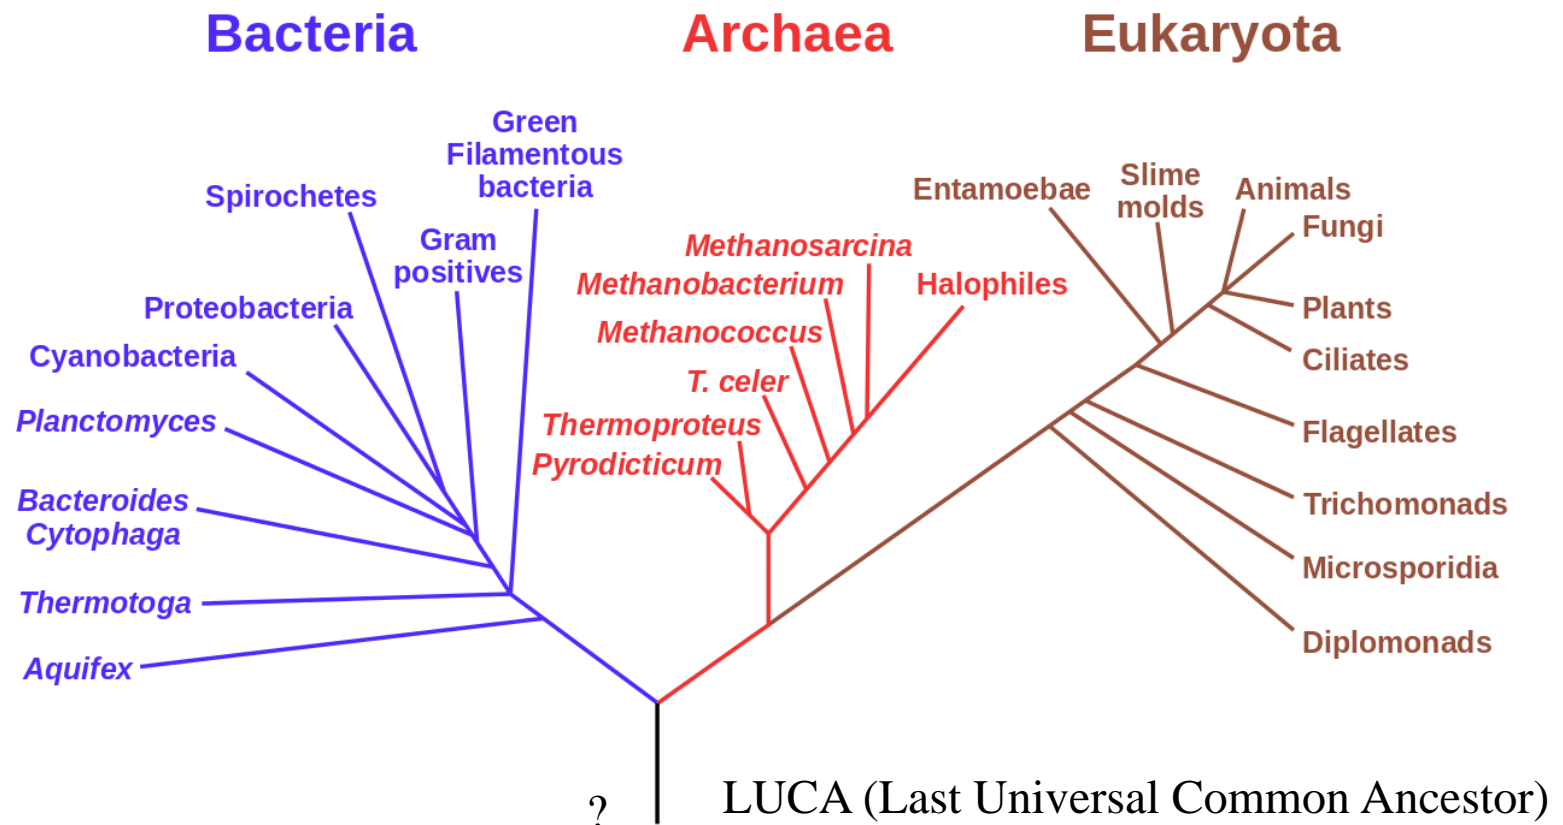 Bacteria
Archaea
Eukaryota
Green
Filamentous
bacteria
Spirochetes
Gram
positives
Proteobacteria
Cyanobacteria
Planctomyces
Bacteroides
Cytophaga
Thermotoga
Aquifex
Methanosarcina
Methanobacterium
Halophiles
Methanococcus
T. celer
Thermoproteus
Pyrodicticum
Entamoebae
Slime
molds
Animals
Fungi
Plants
Ciliates
Flagellates
Trichomonads
Microsporidia
Diplomonads
?
LUCA (Last Universal Common Ancestor)